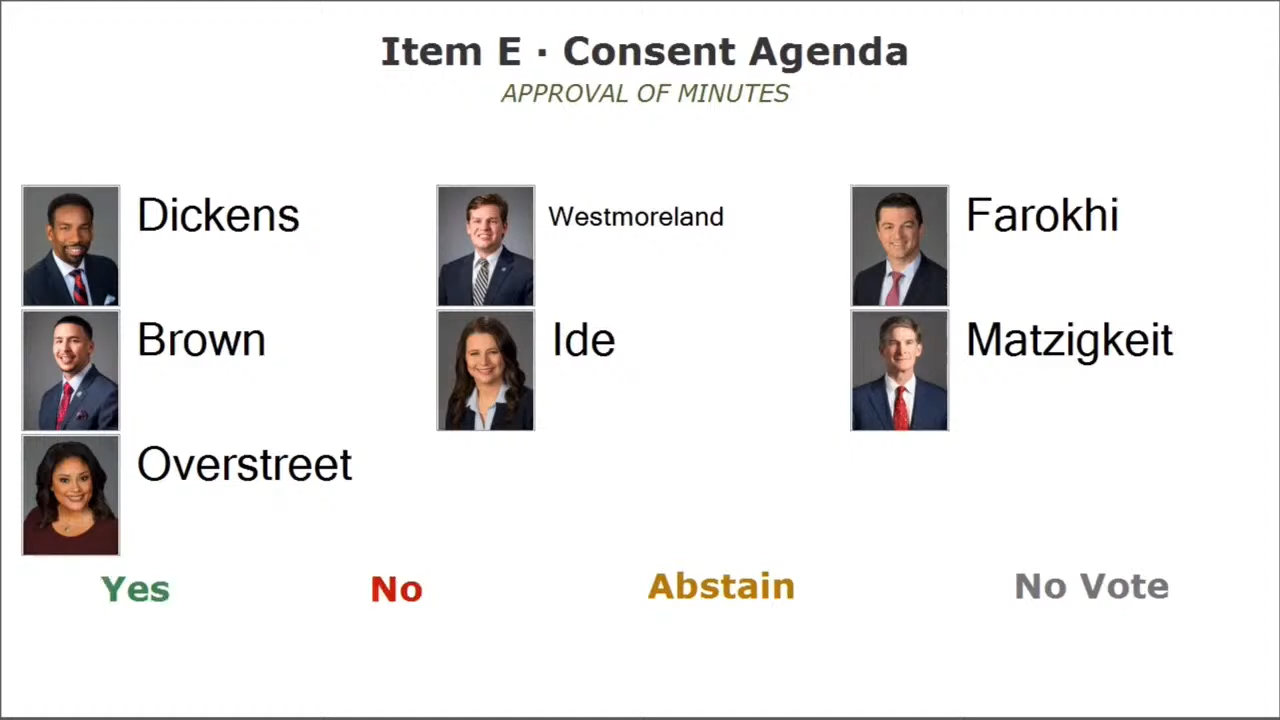 Item E · Consent Agenda
APPROVAL OF MINUTES
Dickens
Westmoreland
Farokhi
Brown
Ide
Matzigkeit
Overstreet
Yes
No
Abstain
No Vote